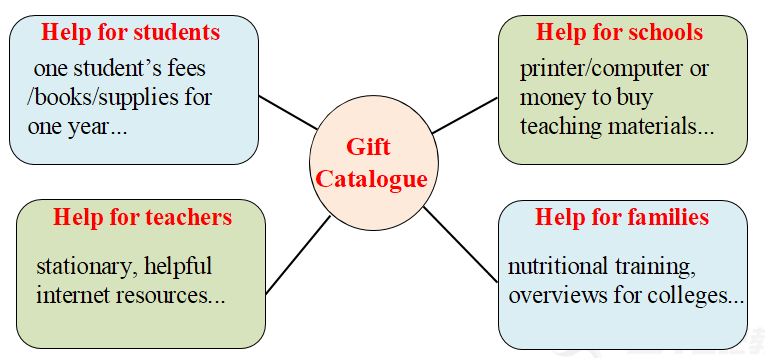 Help for students
one student's fees
/books/supplies for
one year...
Help for schools
printer/computer or
money to buy
teaching materials...
Gift
Catalogue
Help for teachers
stationary, helpful
internet resources...
Help for families
nutritional training,
overviews for colleges...